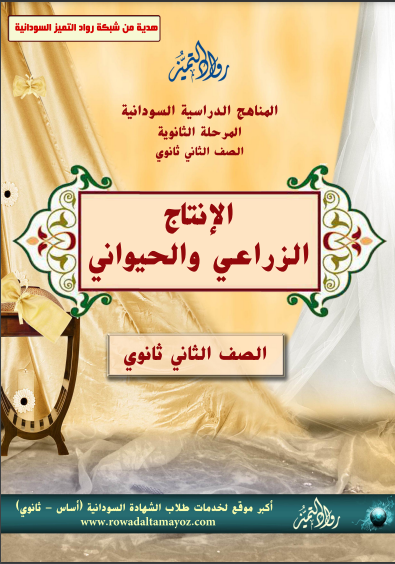 هدية من شبكة رواد التميز السودانية
رواد التميز
المناهج الدراسية السودانية
المرحلة الثانوية
الصف الثاني ثانوي
الإنتاج
الزراعي والحيواني
الصف الثاني ثانوي
أكبر موقع لخدمات طلاب الشهادة السودانية (أساس - ثانوي)
www.rowadaltamayoz.com
رواد التميز